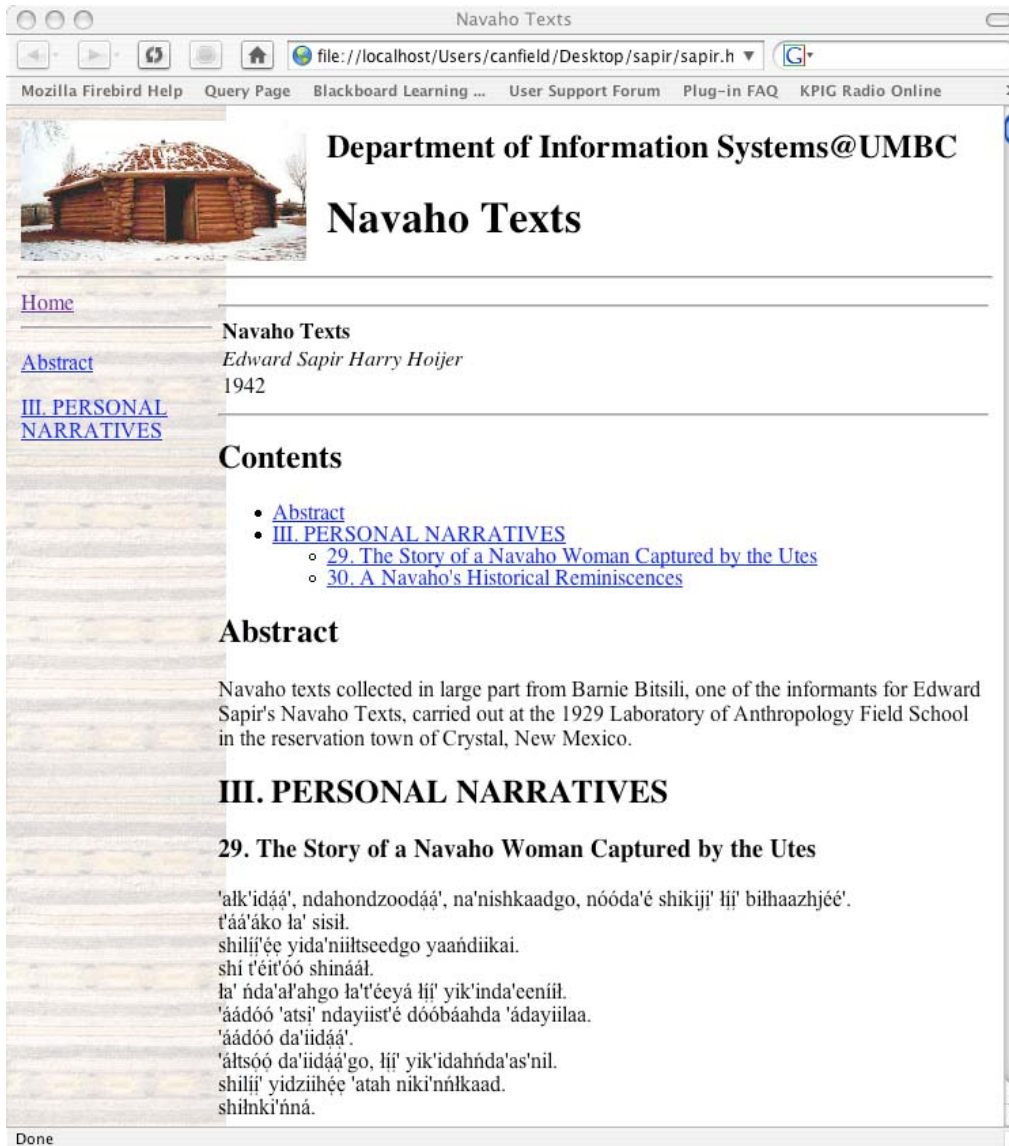 Navaho Texts
file://localhost/Users/canfield/Desktop/sapir/sapir.h
G
Mozilla Firebird Help Query Page Blackboard Learning ... User Support Forum Plug-in FAQ KPIG Radio Online
Department of Information Systems@UMBC
Navaho Texts
Home
Abstract
III. PERSONAL
NARRATIVES
Navaho Texts
Edward Sapir Harry Hoijer
1942
Contents
• Abstract
• III. PERSONAL NARRATIVES
◦ 29. The Story of a Navaho Woman Captured by the Utes
◦ 30. A Navaho's Historical Reminiscences
Abstract
Navaho texts collected in large part from Barnie Bitsili, one of the informants for Edward
Sapir's Navaho Texts, carried out at the 1929 Laboratory of Anthropology Field School
in the reservation town of Crystal, New Mexico.
III. PERSONAL NARRATIVES
29. The Story of a Navaho Woman Captured by the Utes
'ałk'idą́ą́', ndahondzoodą́ą́', na'nishkaadgo, nóóda'é shikijį' łį́į́' biłhaazhjéé'.
t'áá'áko ła' sisił.
shilį́į́'ę́ę yida'niiłtseedgo yaańdiikai.
shí t'éit'óó shinááł.
ła' ńda'ał'ahgo ła't'éeyá łį́į́' yik'inda'eeníił.
'áádóó 'atsį' ndayiist'é dóóbáahda 'ádayiilaa.
'áádóó da'iidą́ą́'.
'áłtsǫ́ǫ́ da'iidą́ą́'go, łį́į́' yik'idahńda'as'nil.
shilį́į́' yidziihę́ę 'atah niki'nńłkaad.
shiłnki'ńná.
Done